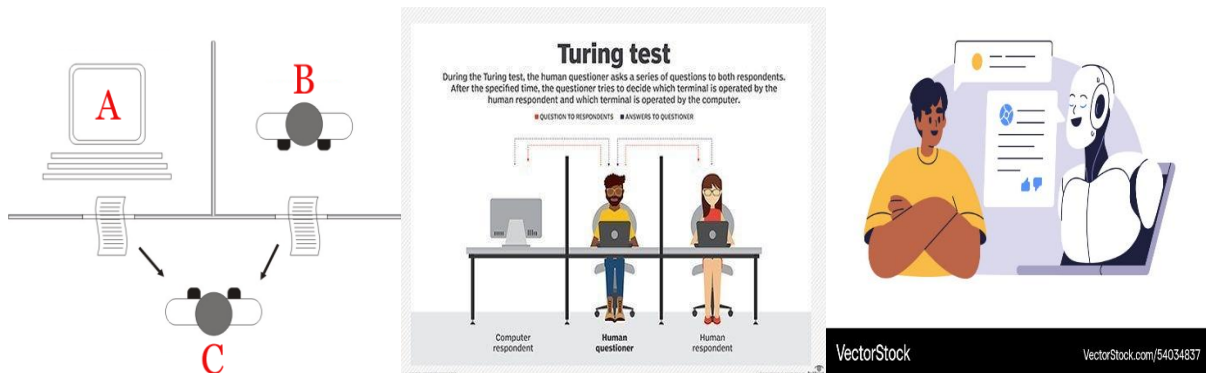 A
B
C
Turing test
During the Turing test, the human questioner asks a series of questions to both respondents.
After the specified time, the questioner tries to decide which terminal is operated by the
human respondent and which terminal is operated by the computer.
QUESTION TO RESPONDENTS ANSWERS TO QUESTIONER
Computer
respondent
Human
questioner
Human
respondent
VectorStock
VectorStock.com/54034837